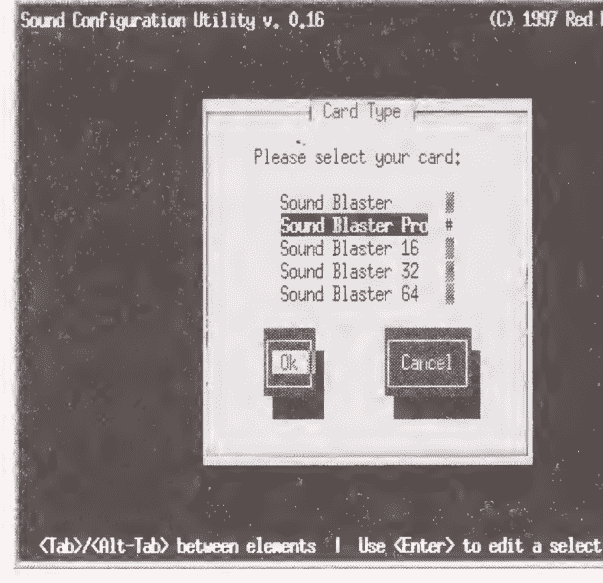 Sound Configuration Utility v. 0.16 (C) 1997 Red
Card Type
Please select your card:
Sound Blaster
Sound Blaster Pro #
Sound Blaster 16
Sound Blaster 32
Sound Blaster 64
Ok Cancel
<Tab>/<Alt-Tab> between elements | Use <Enter> to edit a select